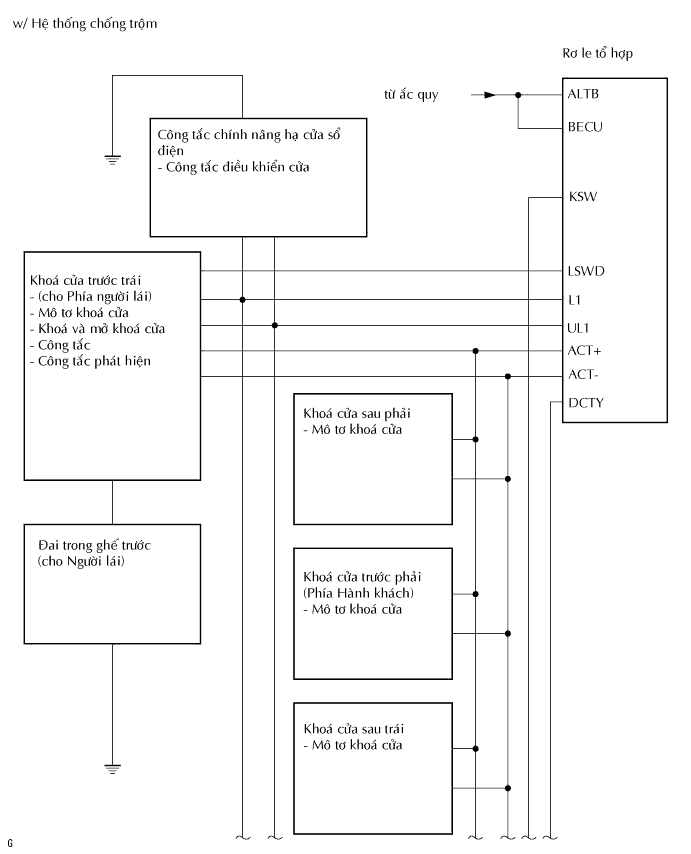 w/ Hệ thống chống trộm
Rơ le tổ hợp
từ ắc quy
ALTB
BECU
Công tắc chính nâng hạ cửa sổ
điện
- Công tắc điều khiển cửa
KSW
LSWD
L1
UL1
ACT+
ACT-
DCTY
Khoá cửa trước trái
- (cho Phía người lái)
- Mô tơ khoá cửa
- Khoá và mở khoá cửa
- Công tắc
- Công tắc phát hiện
Khoá cửa sau phải
- Mô tơ khoá cửa
Đai trong ghế trước
(cho Người lái)
Khoá cửa trước phải
(Phía Hành khách)
- Mô tơ khoá cửa
Khoá cửa sau trái
- Mô tơ khoá cửa
G